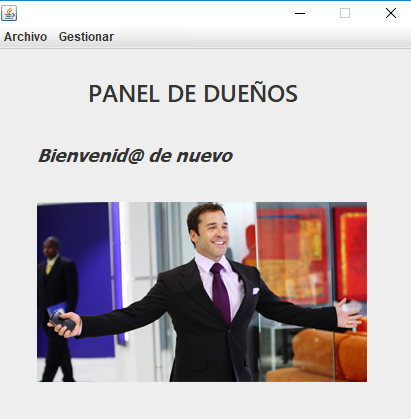 Archivo Gestionar
PANEL DE DUEÑOS
Bienvenid@ de nuevo